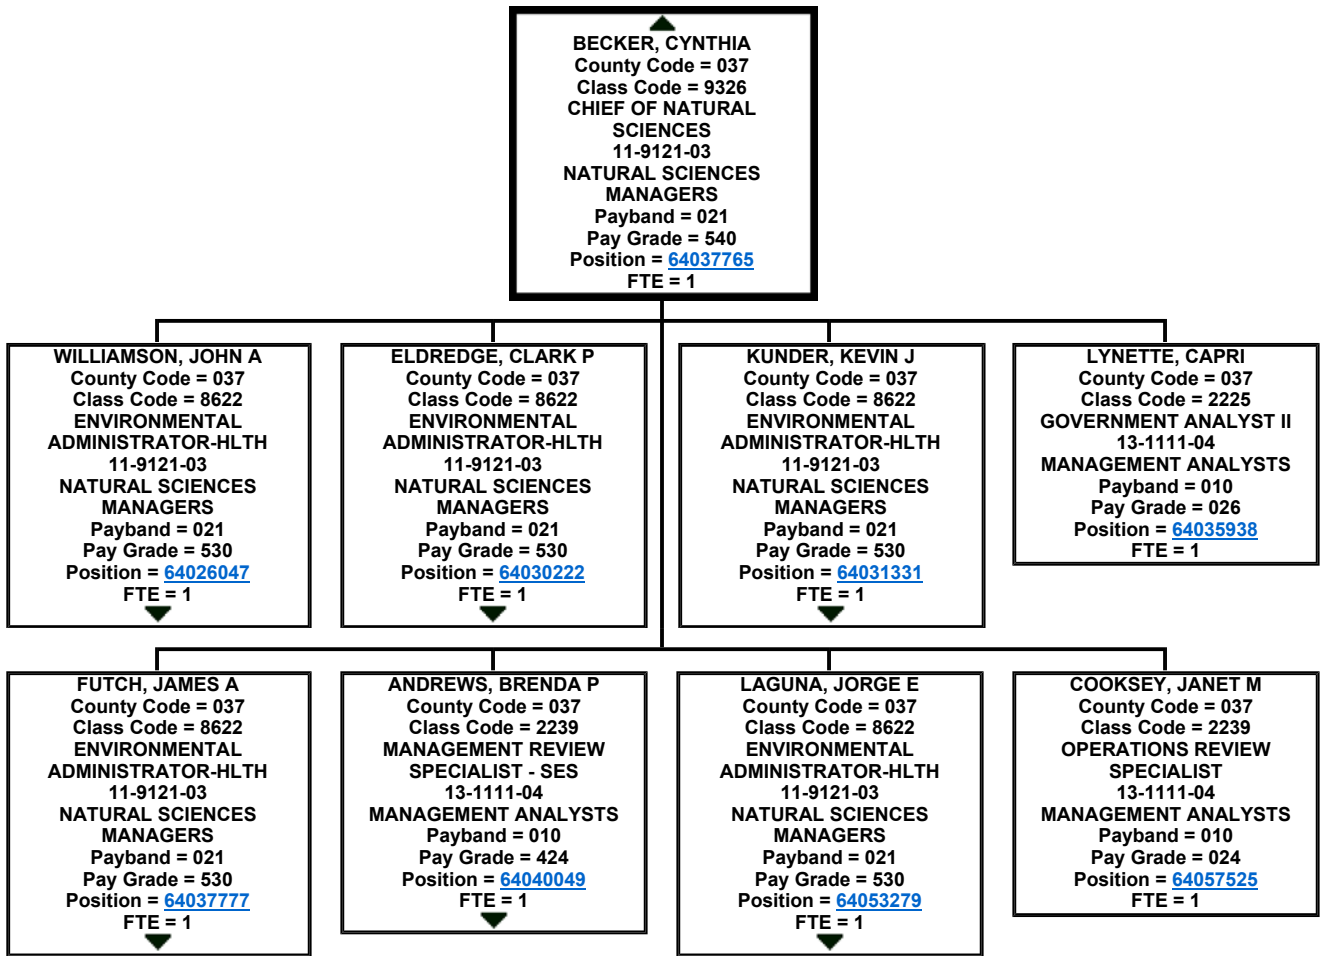 BECKER, CYNTHIA
County Code = 037
Class Code = 9326
CHIEF OF NATURAL
SCIENCES
11-9121-03
NATURAL SCIENCES
MANAGERS
Payband = 021
Pay Grade = 540
Position = 64037765
FTE = 1
WILLIAMSON, JOHN A
County Code = 037
Class Code = 8622
ENVIRONMENTAL
ADMINISTRATOR-HLTH
11-9121-03
NATURAL SCIENCES
MANAGERS
Payband = 021
Pay Grade = 530
Position = 64026047
FTE = 1
ELDREDGE, CLARK P
County Code = 037
Class Code = 8622
ENVIRONMENTAL
ADMINISTRATOR-HLTH
11-9121-03
NATURAL SCIENCES
MANAGERS
Payband = 021
Pay Grade = 530
Position = 64030222
FTE = 1
KUNDER, KEVIN J
County Code = 037
Class Code = 8622
ENVIRONMENTAL
ADMINISTRATOR-HLTH
11-9121-03
NATURAL SCIENCES
MANAGERS
Payband = 021
Pay Grade = 530
Position = 64031331
FTE = 1
LYNETTE, CAPRI
County Code = 037
Class Code = 2225
GOVERNMENT ANALYST II
13-1111-04
MANAGEMENT ANALYSTS
Payband = 010
Pay Grade = 026
Position = 64035938
FTE = 1
FUTCH, JAMES A
County Code = 037
Class Code = 8622
ENVIRONMENTAL
ADMINISTRATOR-HLTH
11-9121-03
NATURAL SCIENCES
MANAGERS
Payband = 021
Pay Grade = 530
Position = 64037777
FTE = 1
ANDREWS, BRENDA P
County Code = 037
Class Code = 2239
MANAGEMENT REVIEW
SPECIALIST - SES
13-1111-04
MANAGEMENT ANALYSTS
Payband = 010
Pay Grade = 424
Position = 64040049
FTE = 1
LAGUNA, JORGE E
County Code = 037
Class Code = 8622
ENVIRONMENTAL
ADMINISTRATOR-HLTH
11-9121-03
NATURAL SCIENCES
MANAGERS
Payband = 021
Pay Grade = 530
Position = 64053279
FTE = 1
COOKSEY, JANET M
County Code = 037
Class Code = 2239
OPERATIONS REVIEW
SPECIALIST
13-1111-04
MANAGEMENT ANALYSTS
Payband = 010
Pay Grade = 024
Position = 64057525
FTE = 1